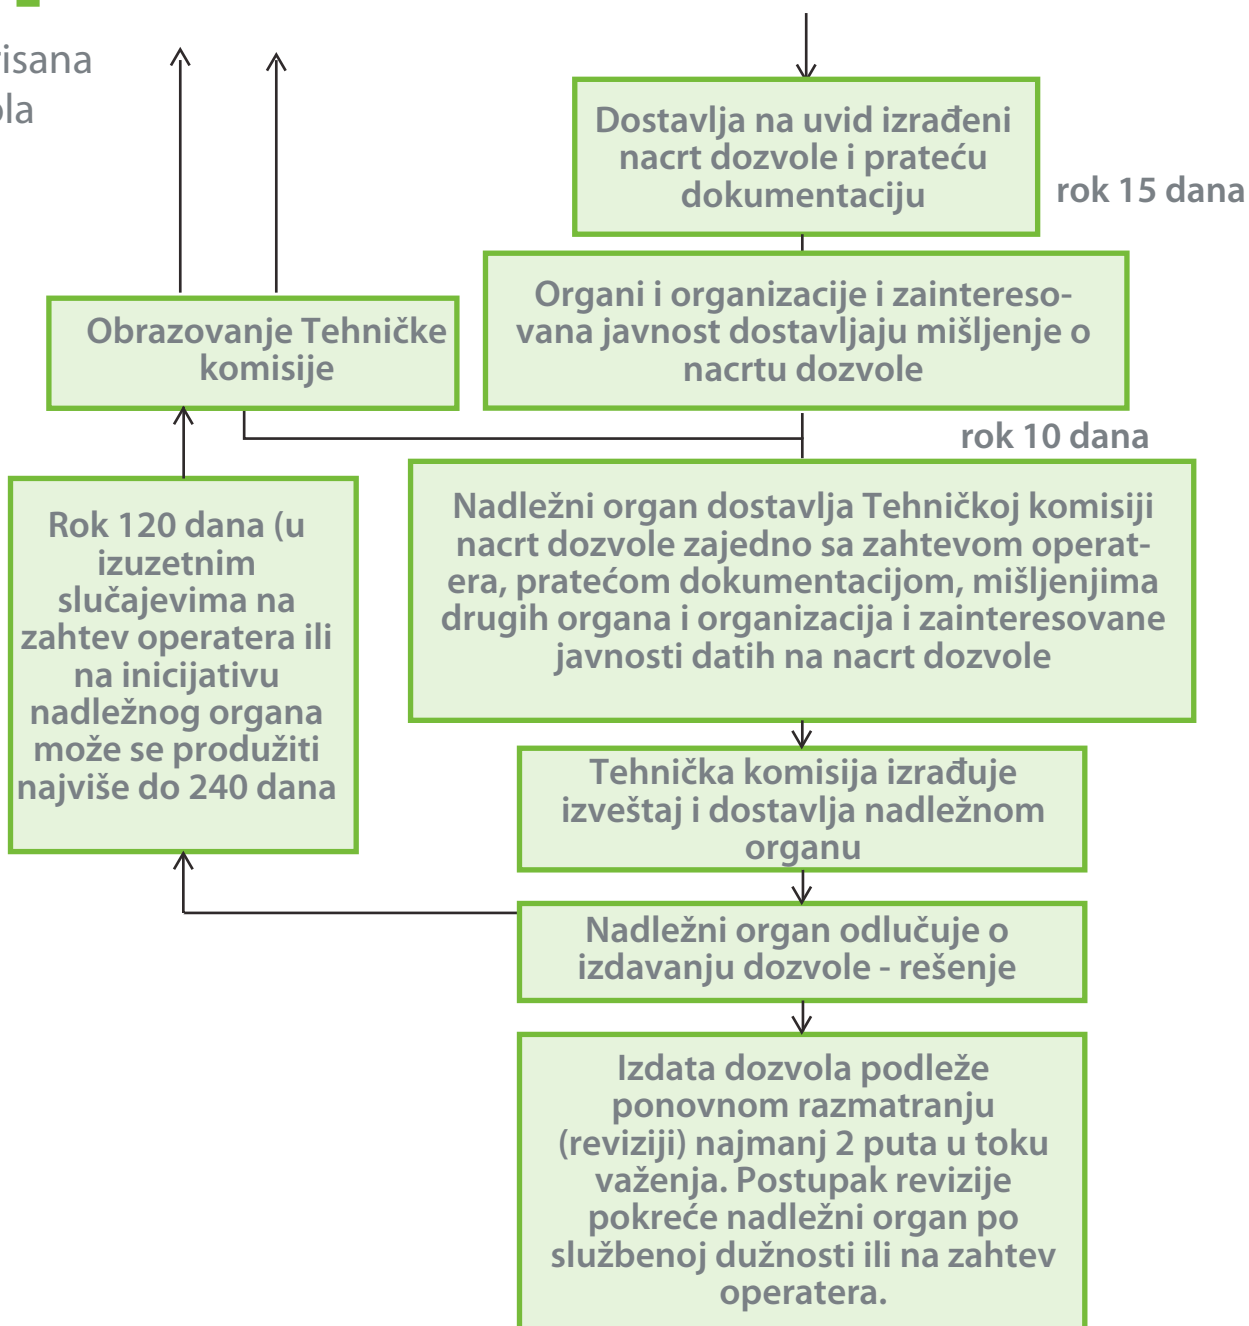 Dostavlja na uvid izrađeni
nacrt dozvole i prateću
dokumentaciju
rok 15 dana
Organi i organizacije i zaintereso-
vana javnost dostavljaju mišljenje o
nacrtu dozvole
Obrazovanje Tehničke
komisije
rok 10 dana
Nadležni organ dostavlja Tehničkoj komisiji
nacrt dozvole zajedno sa zahtevom operat-
era, pratećom dokumentacijom, mišljenjima
drugih organa i organizacija i zainteresovane
javnosti datih na nacrt dozvole
Rok 120 dana (u
izuzetnim
slučajevima na
zahtev operatera ili
na inicijativu
nadležnog organa
može se produžiti
najviše do 240 dana
Tehnička komisija izrađuje
izveštaj i dostavlja nadležnom
organu
Nadležni organ odlučuje o
izdavanju dozvole - rešenje
Izdata dozvola podleže
ponovnom razmatranju
(reviziji) najmanj 2 puta u toku
važenja. Postupak revizije
pokreće nadležni organ po
službenoj dužnosti ili na zahtev
operatera.